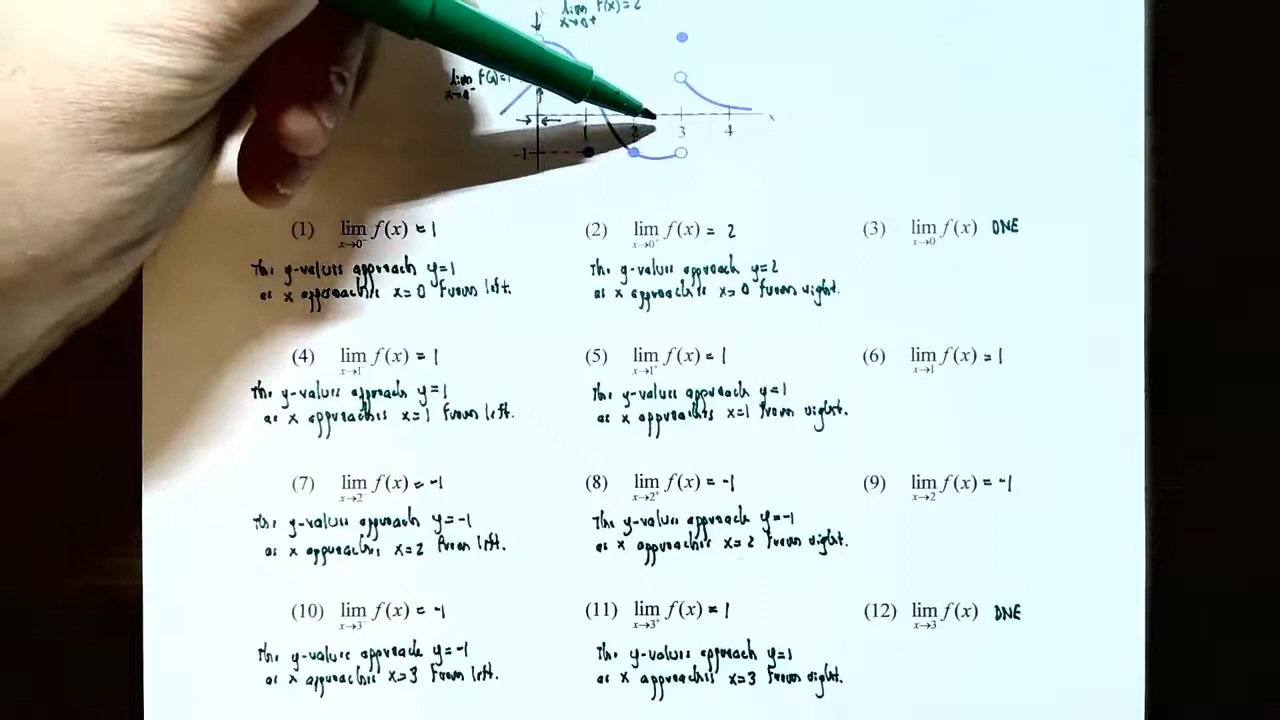 lim f(x)=2
x→0⁺
lim f(x)=1
x→0⁻
x
1 2 3 4
-1
(1) lim f(x) = 1
x→0⁻
(2) lim f(x) = 2
x→0⁺
(3) lim f(x) DNE
x→0
The y-values approach y=1
as x approaches x=0 from left.
The y-values approach y=2
as x approaches x=0 from right.
(4) lim f(x) = 1
x→1⁻
(5) lim f(x) = 1
x→1⁺
(6) lim f(x) = 1
x→1
The y-values approach y=1
as x approaches x=1 from left.
The y-values approach y=1
as x approaches x=1 from right.
(7) lim f(x) = -1
x→2⁻
(8) lim f(x) = -1
x→2⁺
(9) lim f(x) = -1
x→2
The y-values approach y=-1
as x approaches x=2 from left.
The y-values approach y=-1
as x approaches x=2 from right.
(10) lim f(x) = -1
x→3⁻
(11) lim f(x) = 1
x→3⁺
(12) lim f(x) DNE
x→3
The y-values approach y=-1
as x approaches x=3 from left.
The y-values approach y=1
as x approaches x=3 from right.